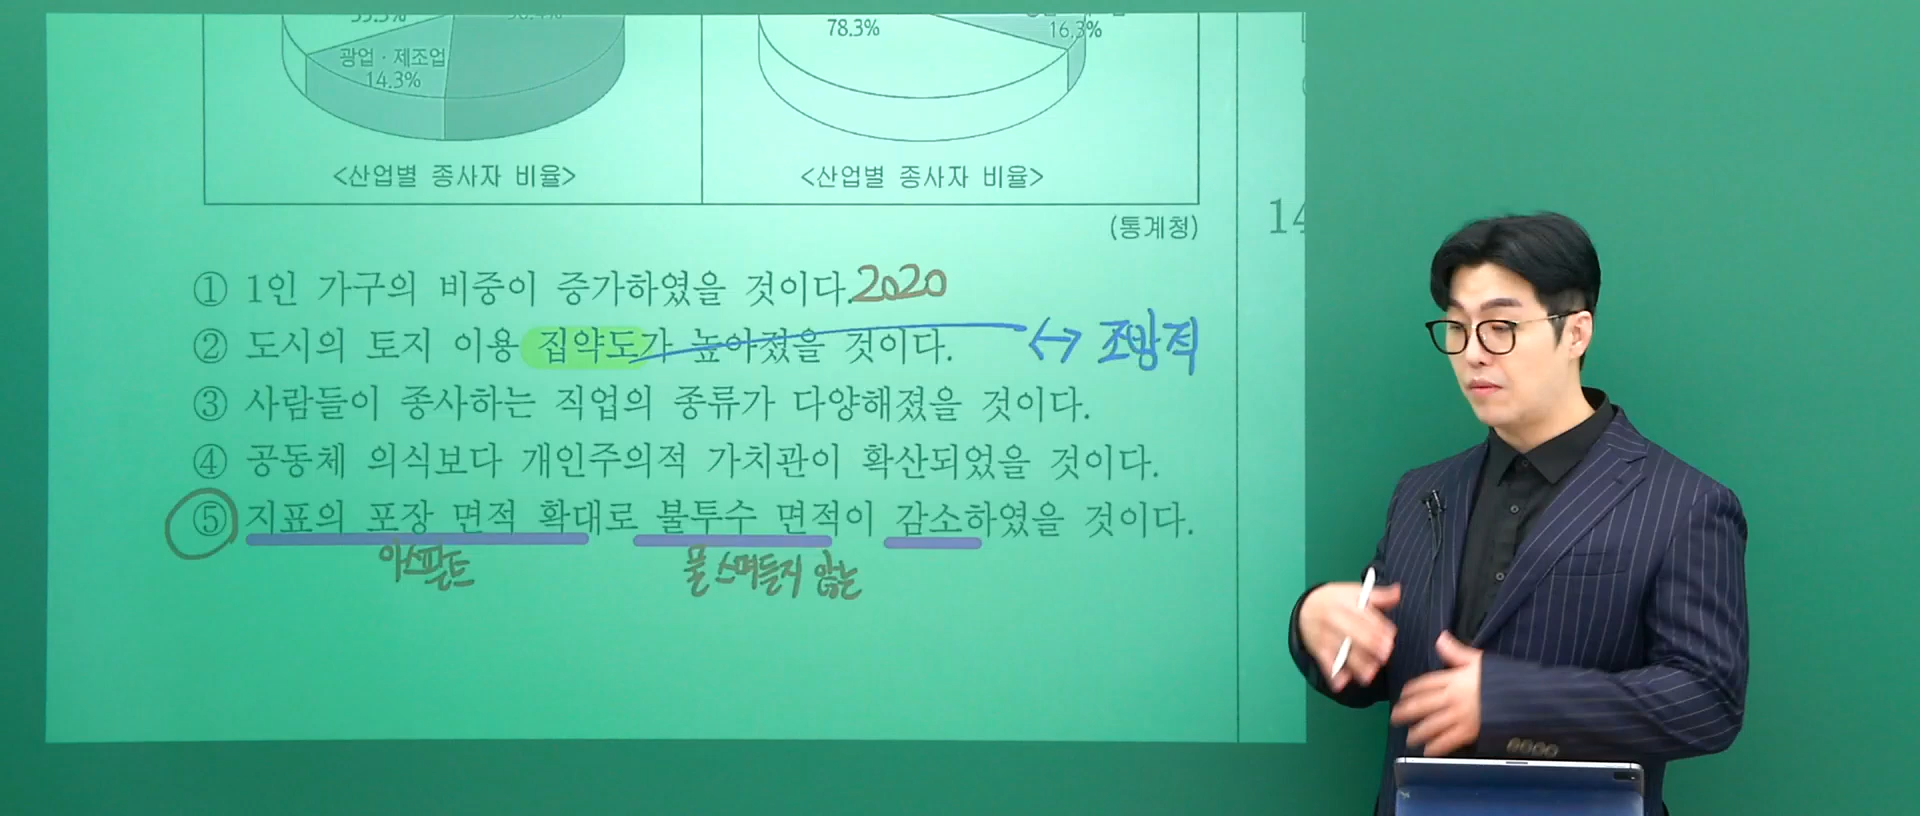 광업·제조업
14.3%
78.3%
16.3%
<산업별 종사자 비율>
<산업별 종사자 비율>
(통계청)
14
① 1인 가구의 비중이 증가하였을 것이다. 2020
② 도시의 토지 이용 집약도가 높아졌을 것이다. ↔ 조방적
③ 사람들이 종사하는 직업의 종류가 다양해졌을 것이다.
④ 공동체 의식보다 개인주의적 가치관이 확산되었을 것이다.
⑤ 지표의 포장 면적 확대로 불투수 면적이 감소하였을 것이다.
아스팔트
물 스며들지 않는